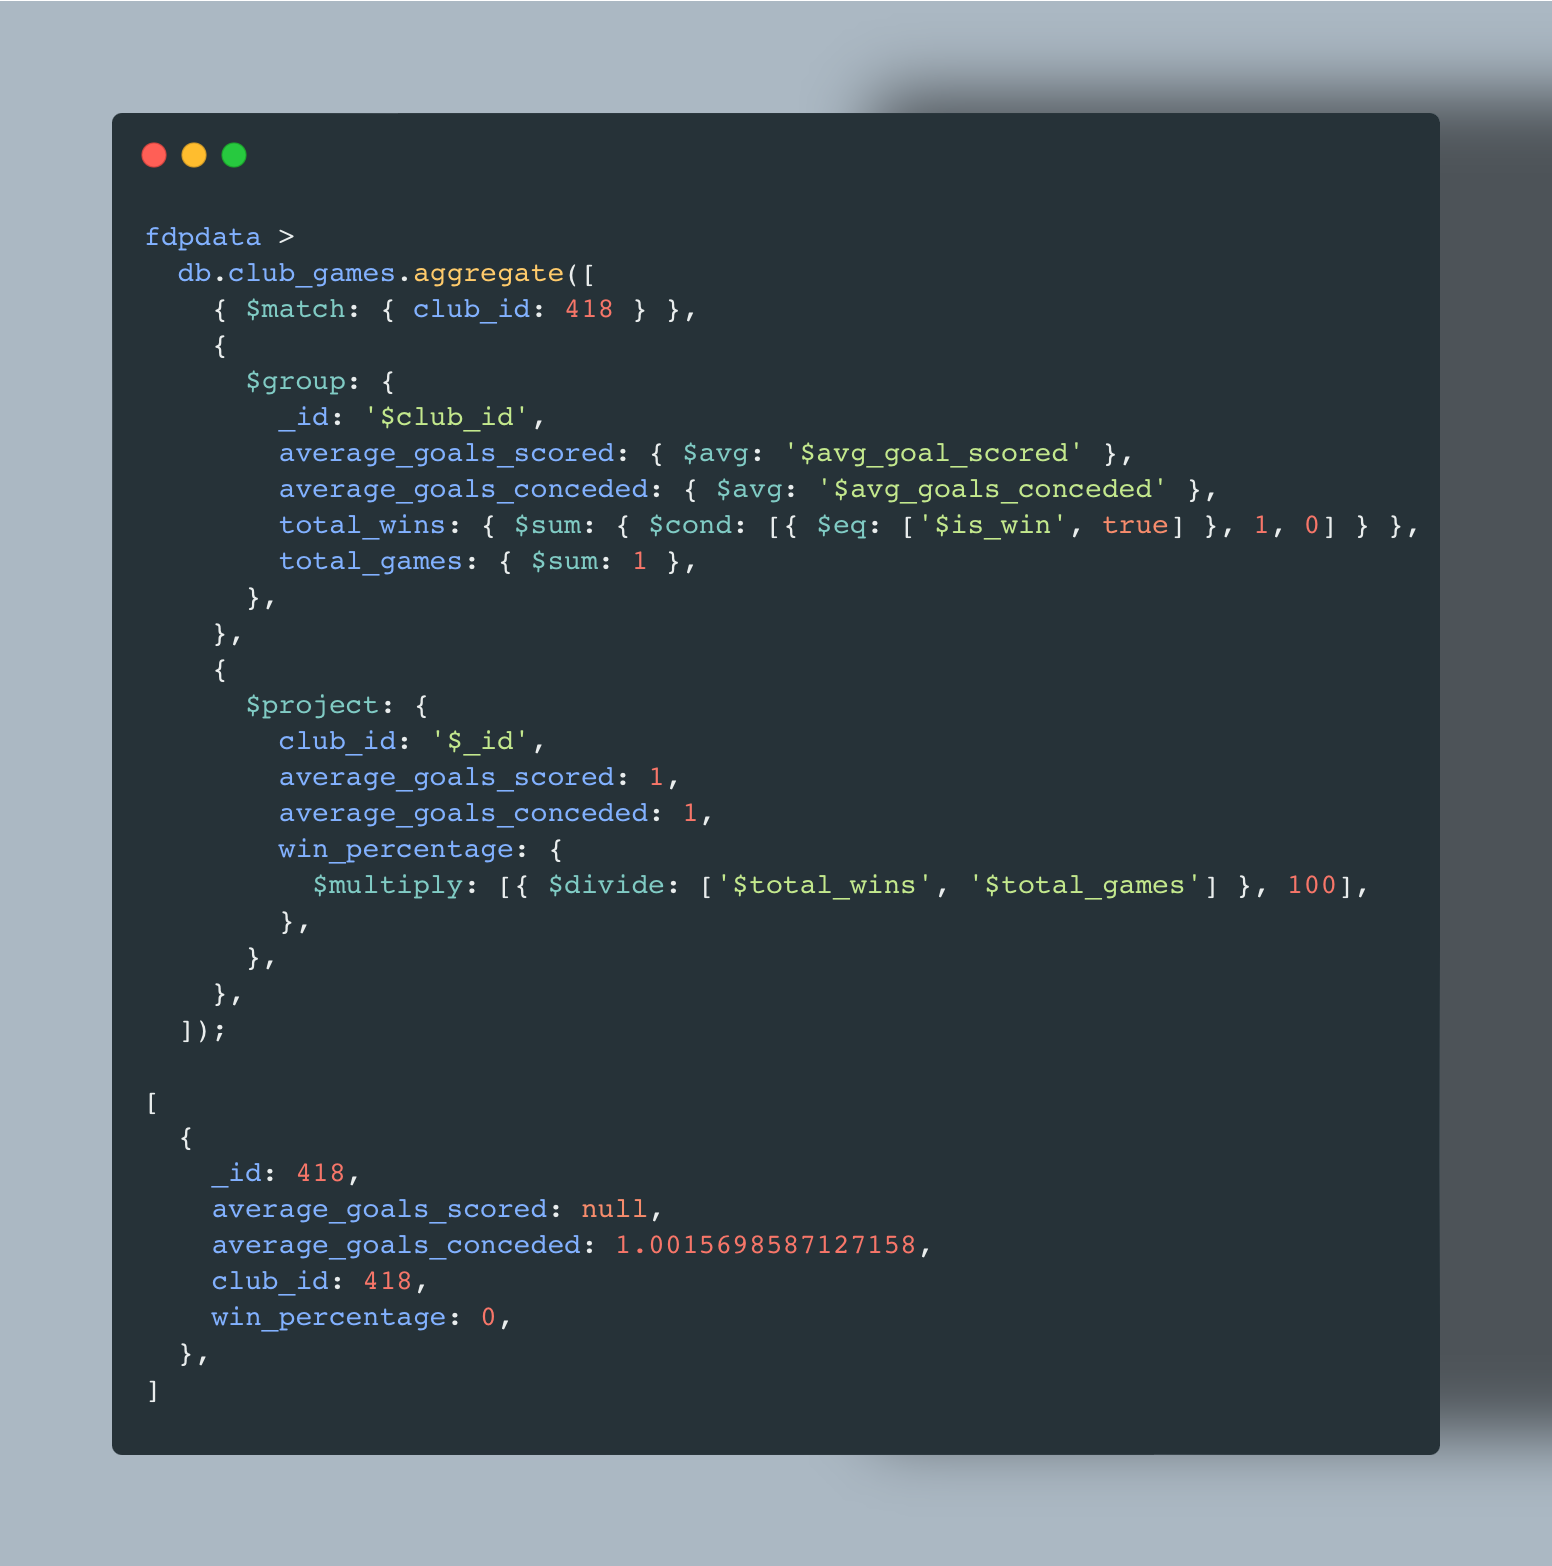 fdpdata >
  db.club_games.aggregate([
    { $match: { club_id: 418 } },
    {
      $group: {
        _id: '$club_id',
        average_goals_scored: { $avg: '$avg_goal_scored' },
        average_goals_conceded: { $avg: '$avg_goals_conceded' },
        total_wins: { $sum: { $cond: [{ $eq: ['$is_win', true] }, 1, 0] } },
        total_games: { $sum: 1 },
      },
    },
    {
      $project: {
        club_id: '$_id',
        average_goals_scored: 1,
        average_goals_conceded: 1,
        win_percentage: {
          $multiply: [{ $divide: ['$total_wins', '$total_games'] }, 100],
        },
      },
    },
  ]);

[
  {
    _id: 418,
    average_goals_scored: null,
    average_goals_conceded: 1.0015698587127158,
    club_id: 418,
    win_percentage: 0,
  },
]